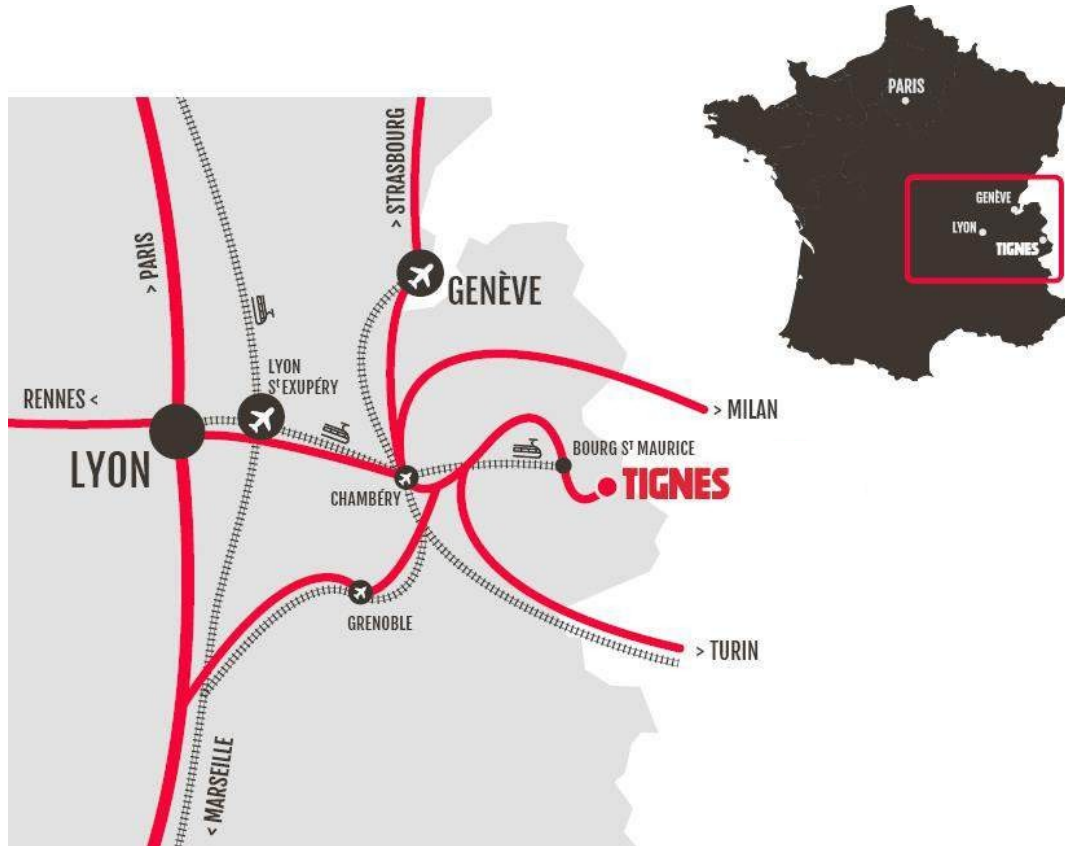 PARIS
GENÈVE
LYON
TIGNES
> STRASBOURG
> PARIS
GENÈVE
LYON
Sᵗ EXUPÉRY
RENNES <
> MILAN
LYON
BOURG Sᵗ MAURICE
TIGNES
CHAMBÉRY
GRENOBLE
> TURIN
< MARSEILLE